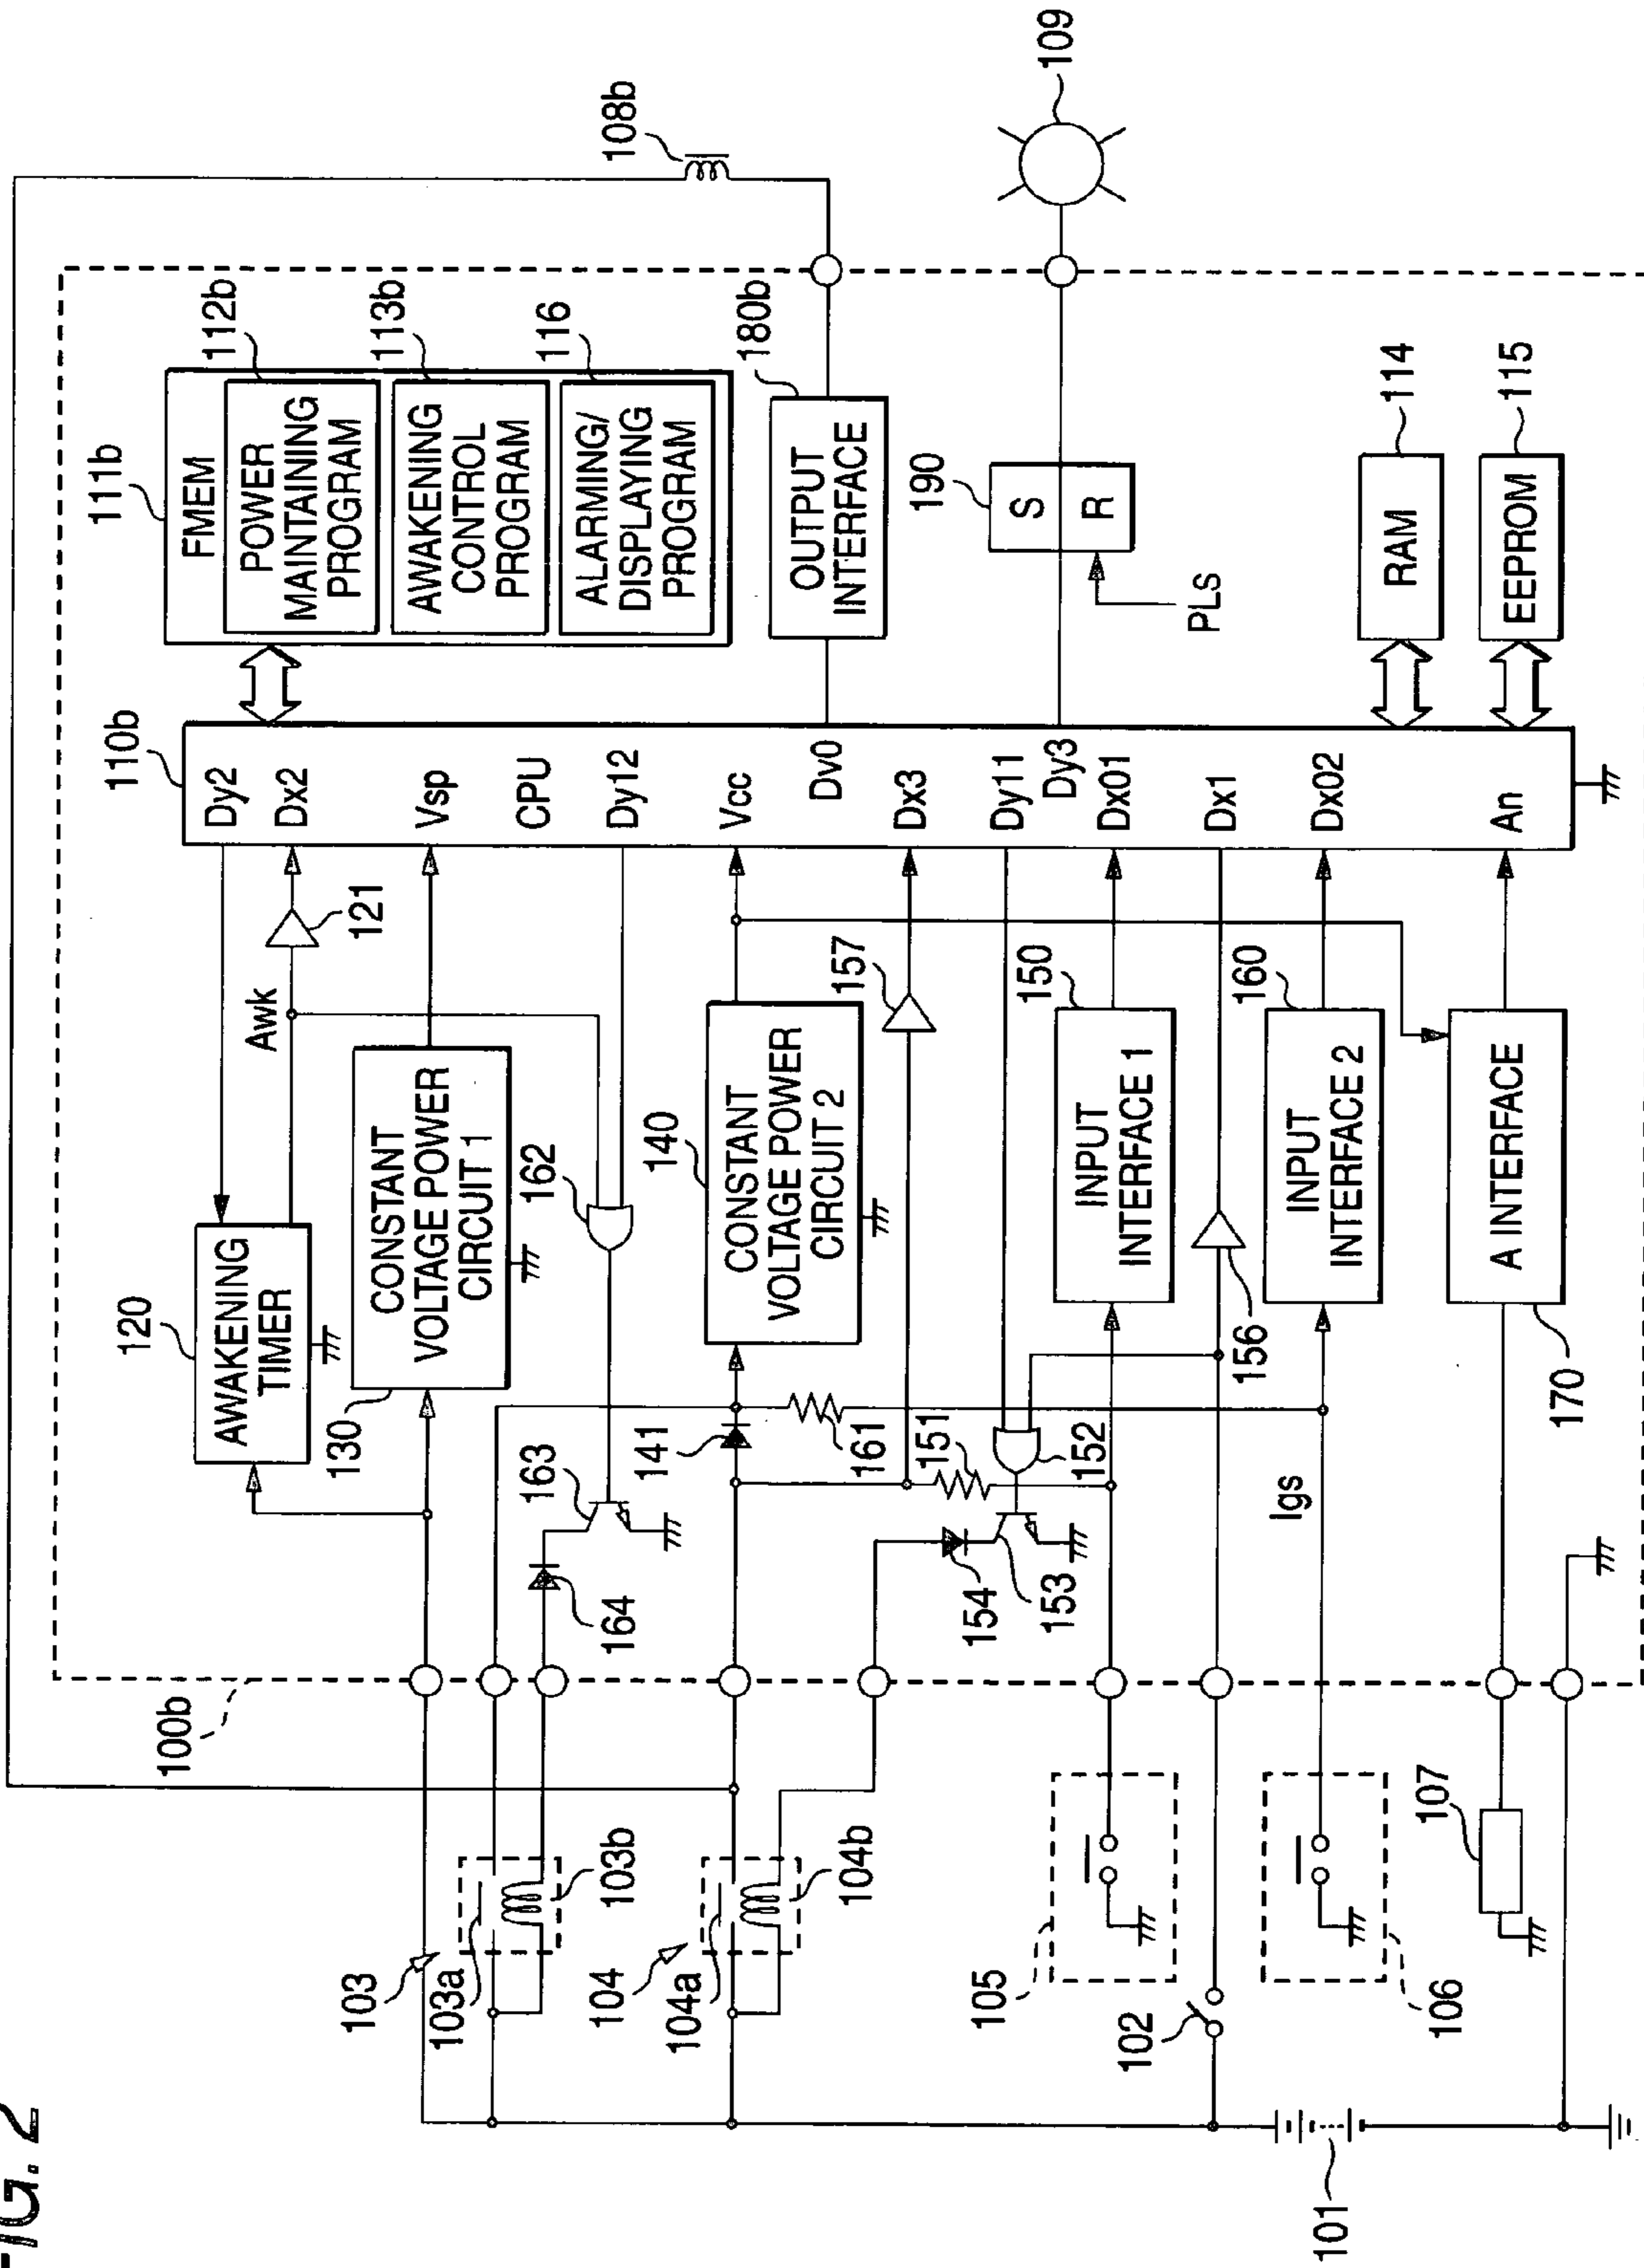 FIG. 2
100b
120
AWAKENING
TIMER
Awk
121
130
CONSTANT
VOLTAGE POWER
CIRCUIT 1
162
163
164
103
103a
103b
104
104a
104b
140
CONSTANT
VOLTAGE POWER
CIRCUIT 2
141
161
151
157
152
153
154
150
INPUT
INTERFACE 1
156
160
INPUT
INTERFACE 2
Igs
A INTERFACE
170
105
102
106
107
101
110b
Dy2
Dx2
Vsp
CPU
Dy12
Vcc
Dv0
Dx3
Dy11
Dy3
Dx01
Dx1
Dx02
An
111b
FMEM
112b
POWER
MAINTAINING
PROGRAM
113b
AWAKENING
CONTROL
PROGRAM
116
ALARMING/
DISPLAYING
PROGRAM
180b
OUTPUT
INTERFACE
108b
190
S
R
PLs
109
114
RAM
115
EEPROM